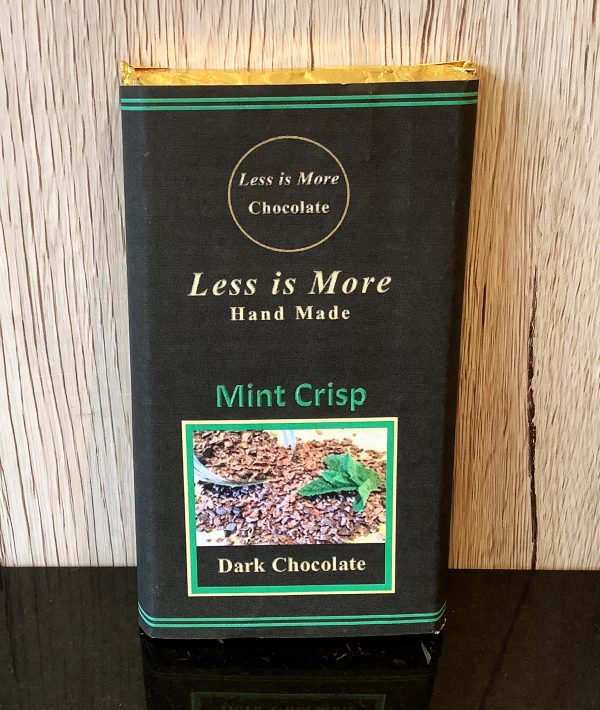 Less is More
Chocolate
Less is More
Hand Made
Mint Crisp
Dark Chocolate